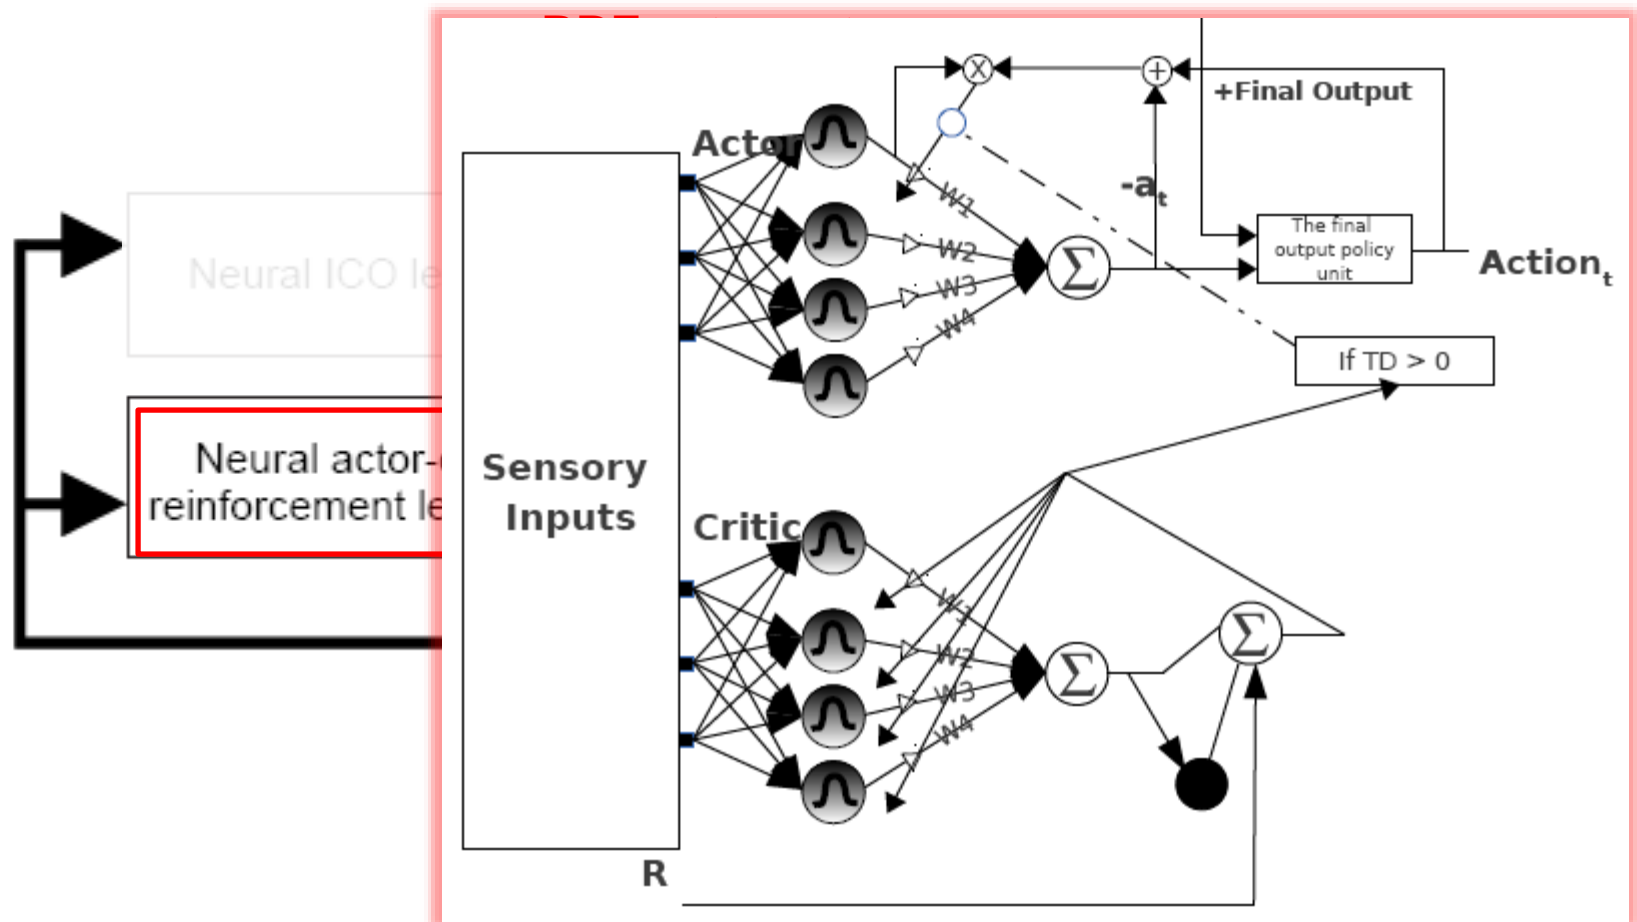 +Final Output
Actor
W1
-at
W2
W3
W4
The final
output policy
unit
Actiont
Neural ICO le
If TD > 0
Neural actor-
reinforcement le
Sensory
Inputs
Critic
W1
W2
W3
W4
R